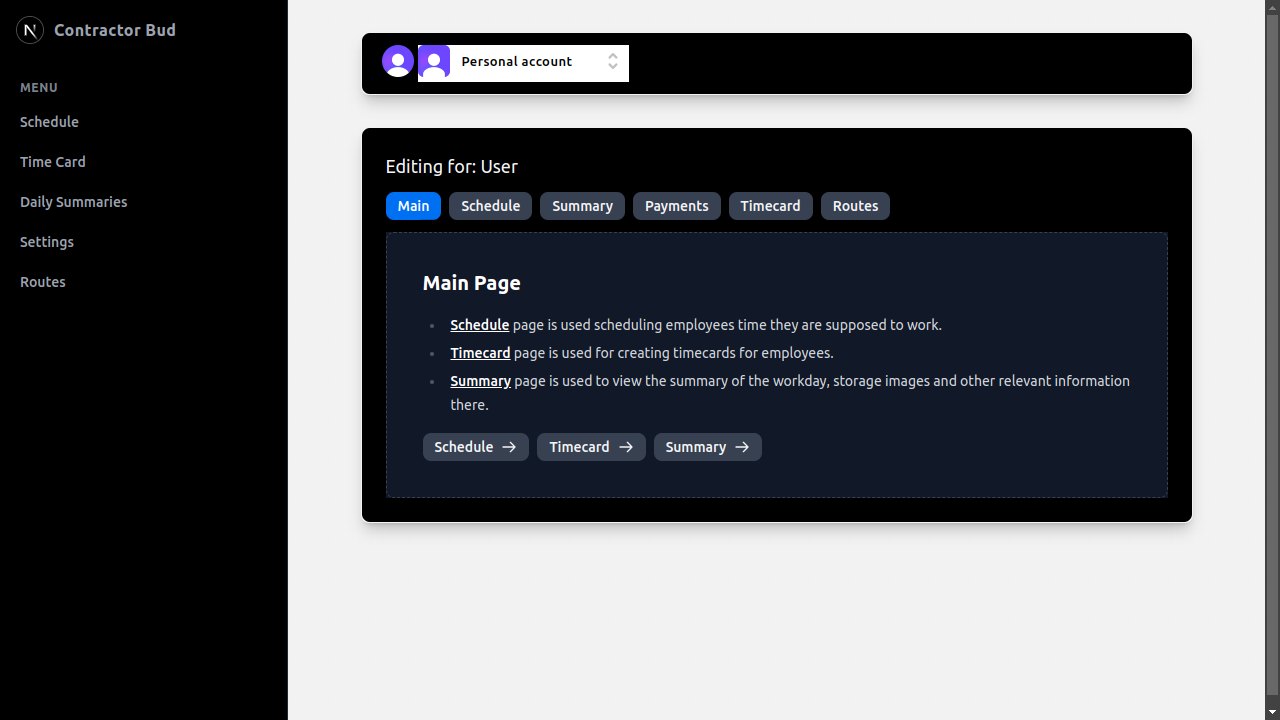 Contractor Bud
MENU
Schedule
Time Card
Daily Summaries
Settings
Routes
Personal account
Editing for: User
Main Schedule Summary Payments Timecard Routes
Main Page
Schedule page is used scheduling employees time they are supposed to work.
Timecard page is used for creating timecards for employees.
Summary page is used to view the summary of the workday, storage images and other relevant information
there.
Schedule Timecard Summary